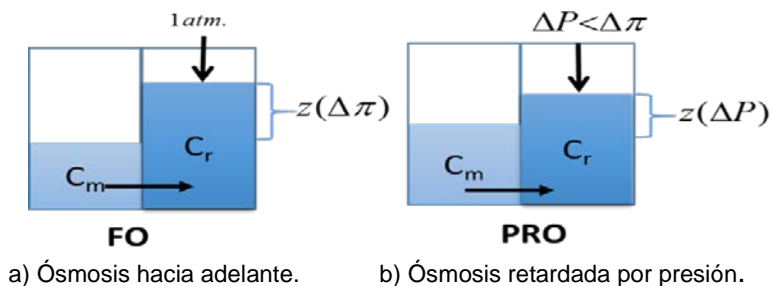 1atm.
z(Δπ)
C_r
C_m
FO
ΔP<Δπ
z(ΔP)
C_r
C_m
PRO
a) Ósmosis hacia adelante.
b) Ósmosis retardada por presión.